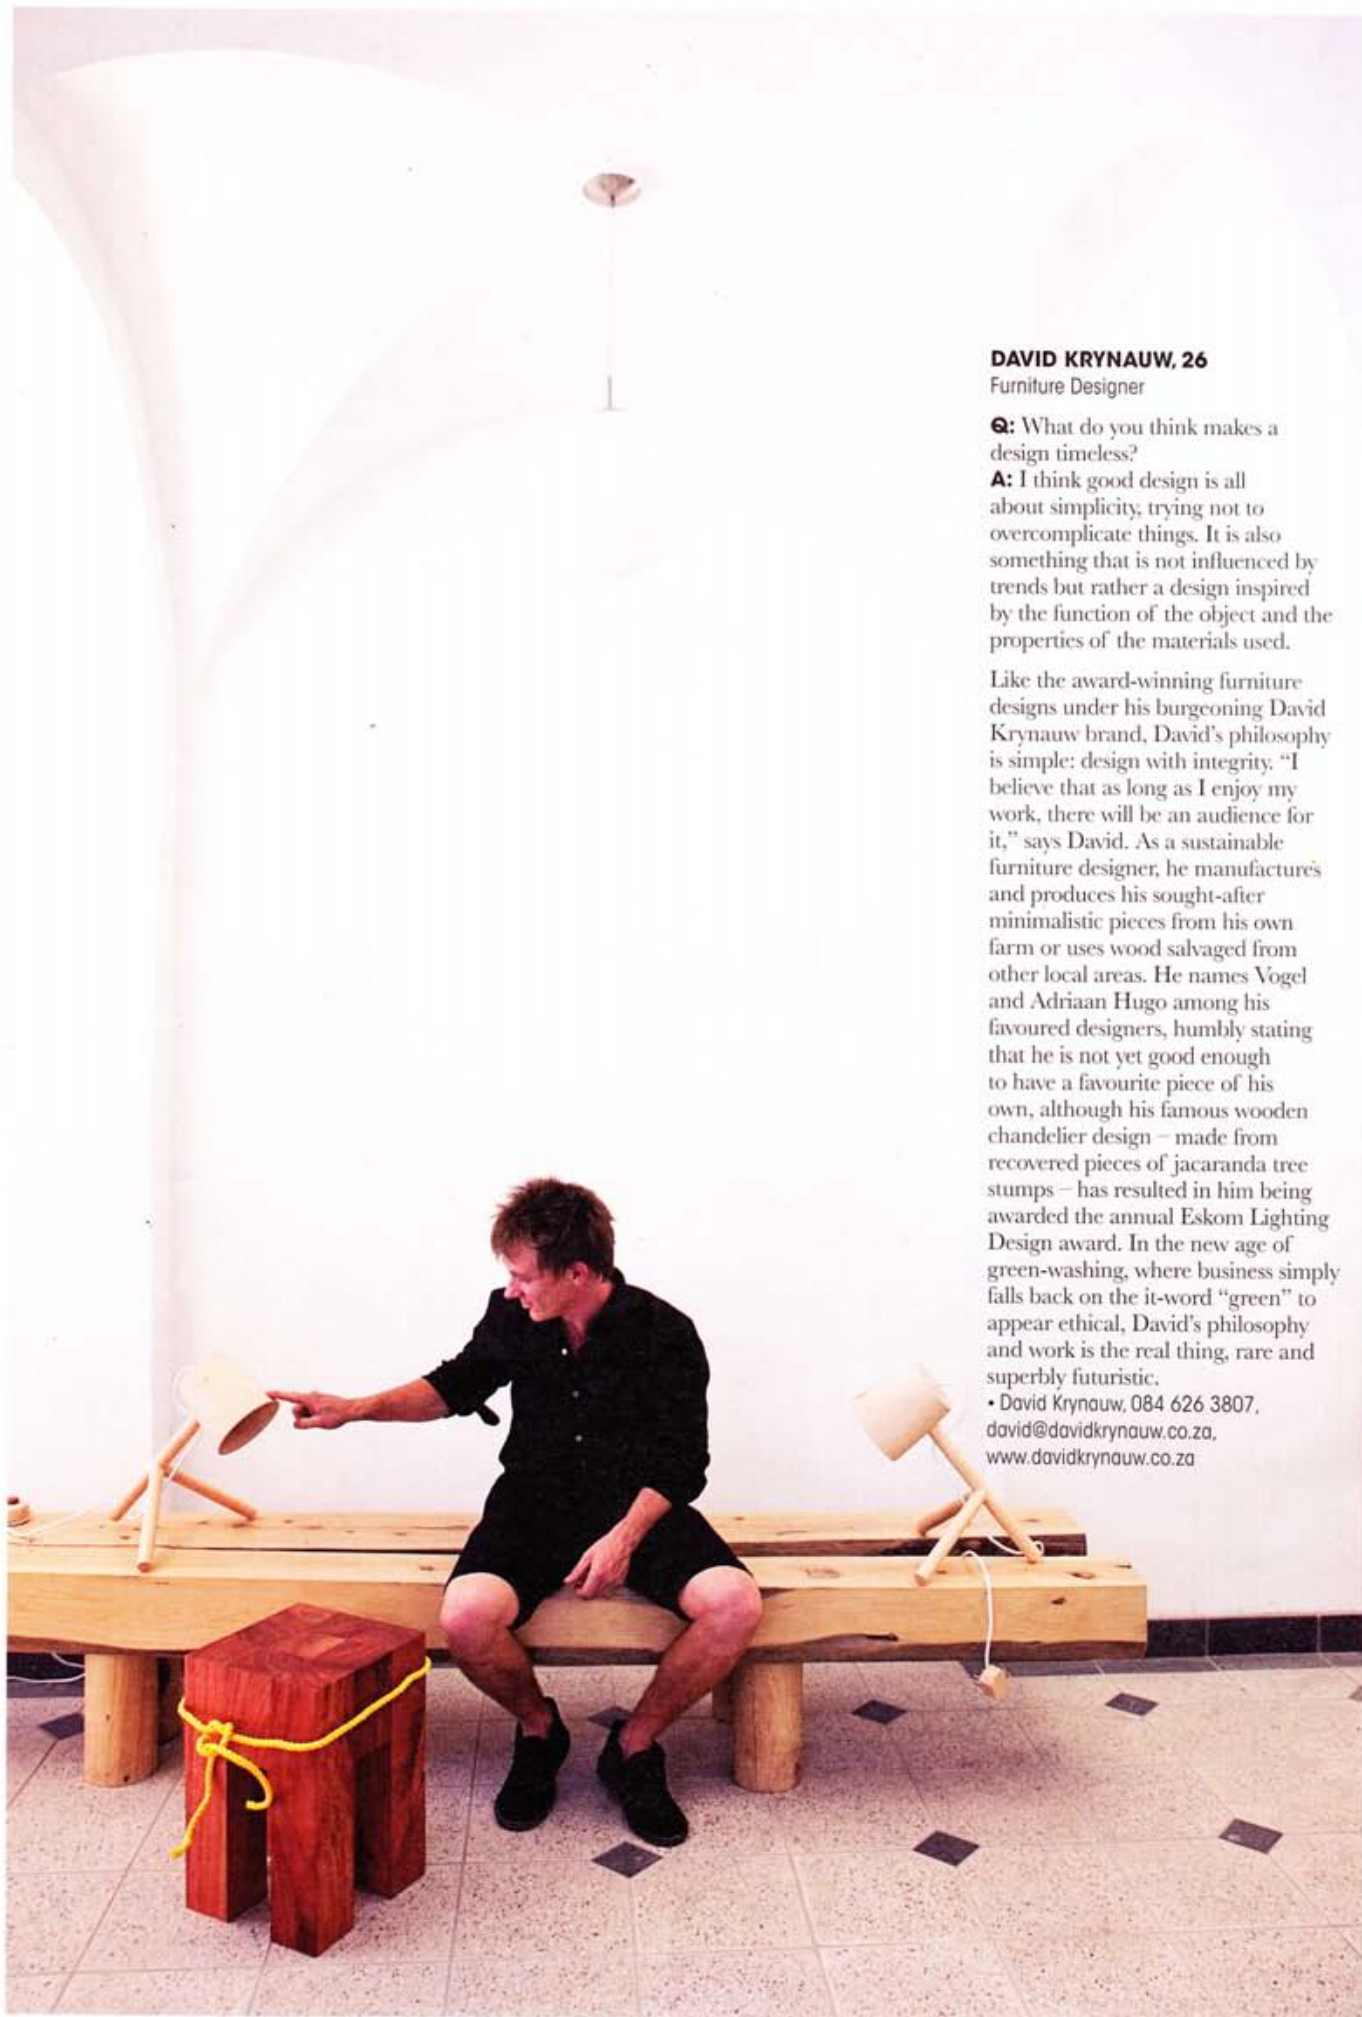 DAVID KRYNAUW, 26
Furniture Designer
Q: What do you think makes a
design timeless?
A: I think good design is all
about simplicity, trying not to
overcomplicate things. It is also
something that is not influenced by
trends but rather a design inspired
by the function of the object and the
properties of the materials used.
Like the award-winning furniture
designs under his burgeoning David
Krynauw brand, David's philosophy
is simple: design with integrity. “I
believe that as long as I enjoy my
work, there will be an audience for
it,” says David. As a sustainable
furniture designer, he manufactures
and produces his sought-after
minimalistic pieces from his own
farm or uses wood salvaged from
other local areas. He names Vogel
and Adriaan Hugo among his
favoured designers, humbly stating
that he is not yet good enough
to have a favourite piece of his
own, although his famous wooden
chandelier design – made from
recovered pieces of jacaranda tree
stumps – has resulted in him being
awarded the annual Eskom Lighting
Design award. In the new age of
green-washing, where business simply
falls back on the it-word “green” to
appear ethical, David's philosophy
and work is the real thing, rare and
superbly futuristic.
• David Krynauw, 084 626 3807,
david@davidkrynauw.co.za,
www.davidkrynauw.co.za